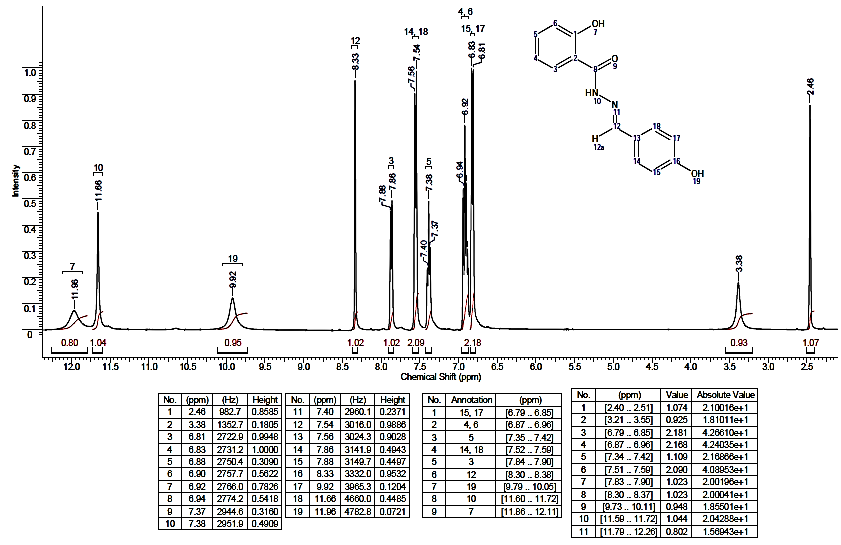 4, 6
12
14, 18
15, 17
8.33
7.54
6.83
6.81
7.56
6.92
2.46
3
5
7.86
7.38
7.88
6.94
7.37
7.40
10
11.66
7
11.96
19
9.92
3.38
OH
7
6
1
5
2
4
3
8
O
9
HN
10
N
11
H
12a
12
13
18
17
14
15
16
OH
19
Intensity
1.0
0.9
0.8
0.7
0.6
0.5
0.4
0.3
0.2
0.1
0
0.80 1.04 0.95 1.02 1.02 2.09 2.18 0.93 1.07
12.0 11.5 11.0 10.5 10.0 9.5 9.0 8.5 8.0 7.5 7.0 6.5 6.0 5.5 5.0 4.5 4.0 3.5 3.0 2.5
Chemical Shift (ppm)
No. (ppm) (Hz) Height
1 2.46 982.7 0.8585
2 3.38 1352.7 0.1805
3 6.81 2722.9 0.9948
4 6.83 2731.2 1.0000
5 6.88 2750.4 0.3090
6 6.90 2757.7 0.5622
7 6.92 2766.0 0.7826
8 6.94 2774.2 0.5418
9 7.37 2944.6 0.3160
10 7.38 2951.9 0.4909
No. (ppm) (Hz) Height
11 7.40 2960.1 0.2371
12 7.54 3016.0 0.9886
13 7.56 3024.3 0.9028
14 7.86 3141.9 0.4943
15 7.88 3149.7 0.4497
16 8.33 3332.0 0.9532
17 9.92 3965.3 0.1204
18 11.66 4660.0 0.4485
19 11.96 4782.8 0.0721
No. Annotation (ppm)
1 15, 17 [6.79 .. 6.85]
2 4, 6 [6.87 .. 6.96]
3 5 [7.35 .. 7.42]
4 14, 18 [7.52 .. 7.59]
5 3 [7.84 .. 7.90]
6 12 [8.30 .. 8.38]
7 19 [9.79 .. 10.05]
8 10 [11.60 .. 11.72]
9 7 [11.86 .. 12.11]
No. (ppm) Value Absolute Value
1 [2.40 .. 2.51] 1.074 2.10016e+1
2 [3.21 .. 3.55] 0.925 1.81011e+1
3 [6.79 .. 6.85] 2.181 4.26610e+1
4 [6.87 .. 6.96] 2.168 4.24035e+1
5 [7.34 .. 7.42] 1.109 2.16866e+1
6 [7.51 .. 7.59] 2.090 4.08953e+1
7 [7.83 .. 7.90] 1.023 2.00196e+1
8 [8.30 .. 8.37] 1.023 2.00041e+1
9 [9.73 .. 10.11] 0.948 1.85501e+1
10 [11.59 .. 11.72] 1.044 2.04288e+1
11 [11.79 .. 12.26] 0.802 1.56943e+1